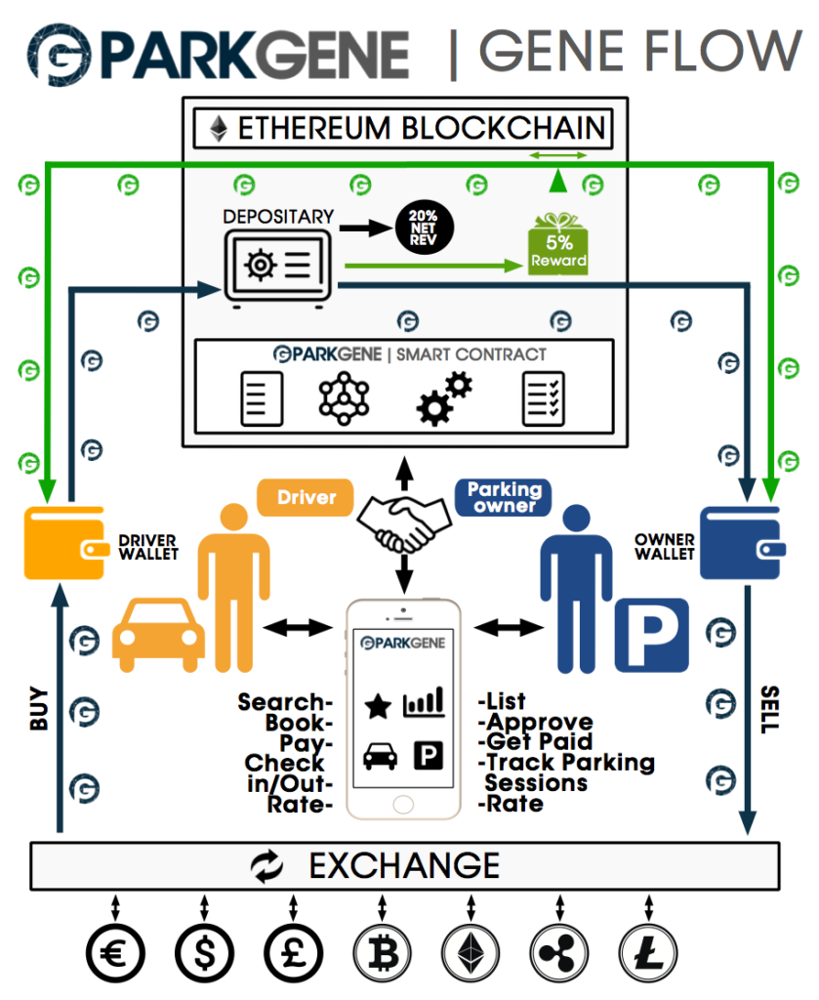 PARKGENE | GENE FLOW
ETHEREUM BLOCKCHAIN
DEPOSITARY
20%
NET
REV
5%
Reward
PARKGENE | SMART CONTRACT
Driver
Parking
owner
DRIVER
WALLET
OWNER
WALLET
PARKGENE
P
P
BUY
SELL
Search-
Book-
Pay-
Check
in/Out-
Rate-
-List
-Approve
-Get Paid
-Track Parking
Sessions
-Rate
EXCHANGE